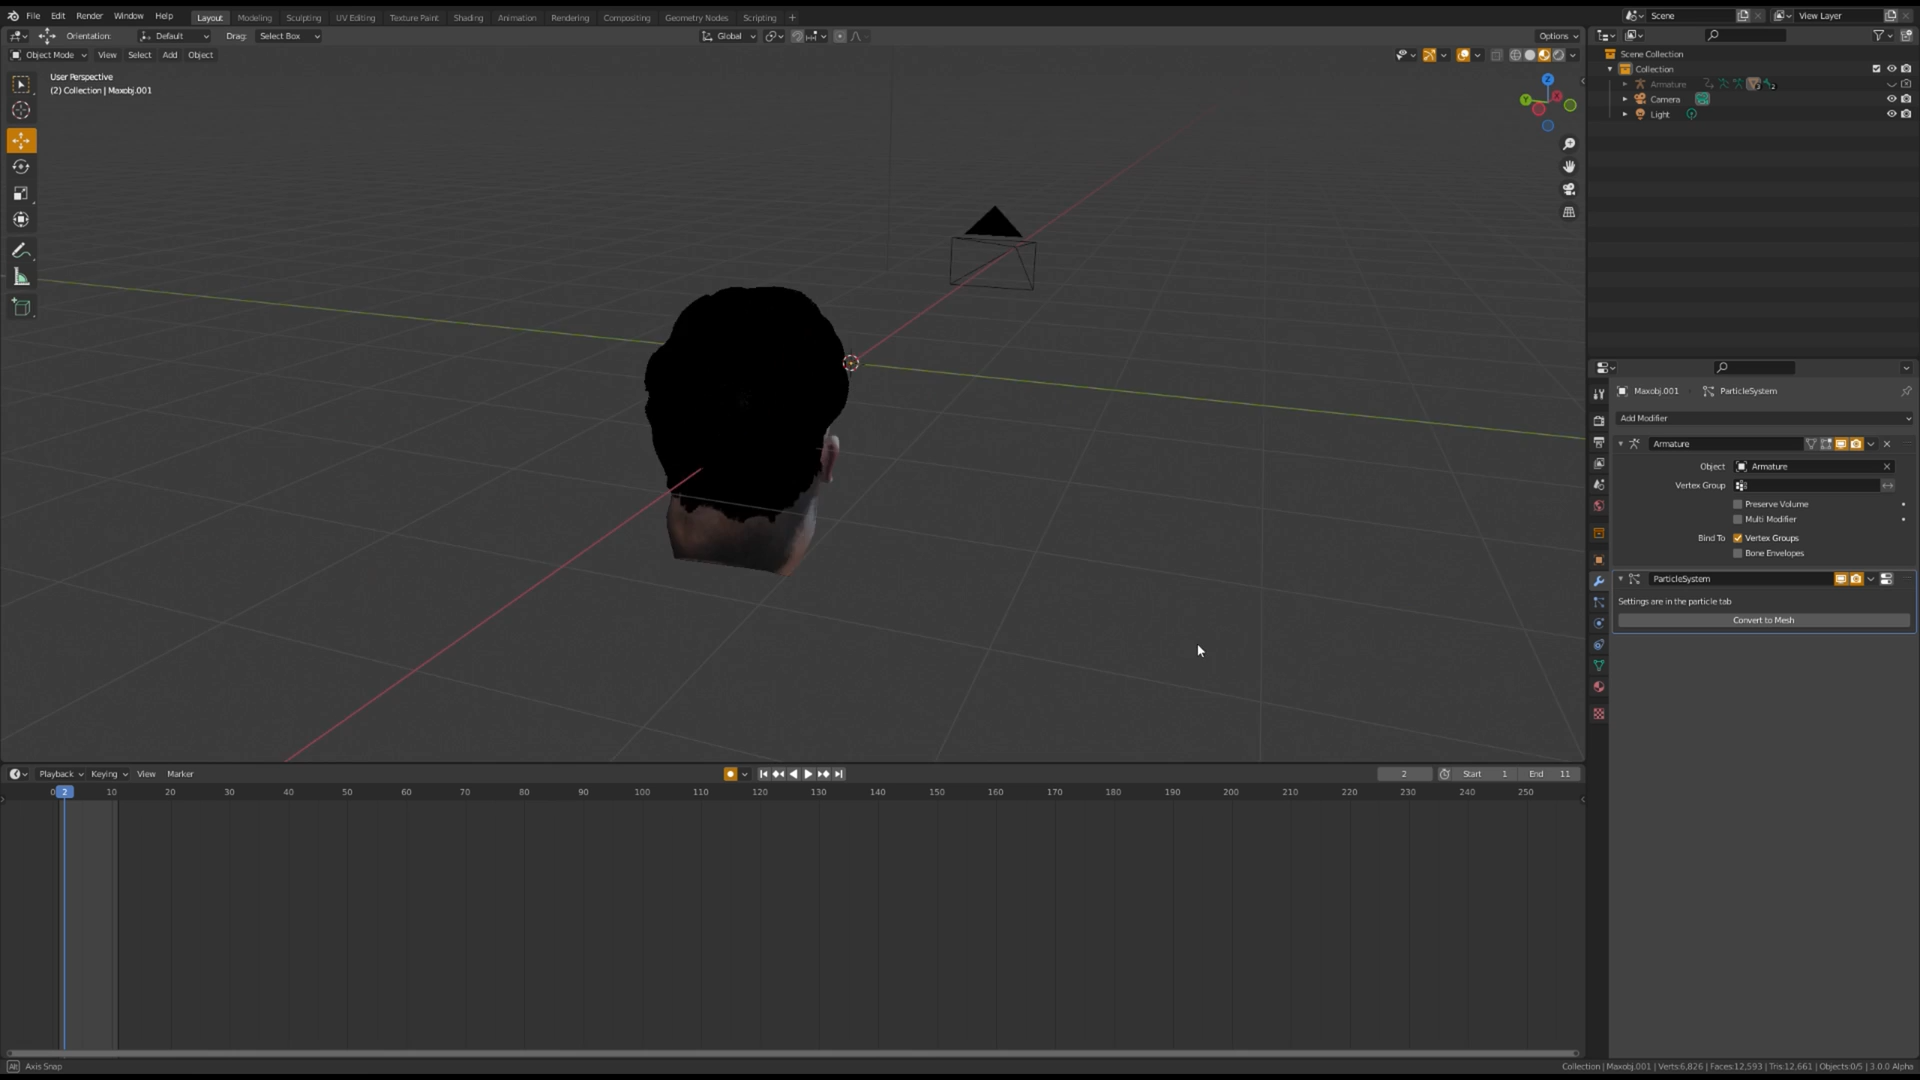 File Edit Render Window Help Layout Modeling Sculpting UV Editing Texture Paint Shading Animation Rendering Compositing Geometry Nodes Scripting + Scene View Layer
Orientation: Default Drag: Select Box Global Options
Object Mode View Select Add Object
User Perspective
(2) Collection | Maxobj.001
Z
Y
X
Scene Collection
Collection
Armature 2
Camera
Light
Maxobj.001 ParticleSystem
Add Modifier
Armature
Object Armature
Vertex Group
Preserve Volume
Multi Modifier
Bind To Vertex Groups
Bone Envelopes
ParticleSystem
Settings are in the particle tab
Convert to Mesh
Playback Keying View Marker 2 Start 1 End 11
0 2 10 20 30 40 50 60 70 80 90 100 110 120 130 140 150 160 170 180 190 200 210 220 230 240 250
Alt Axis Snap
Collection | Maxobj.001 | Verts:6,826 | Faces:12,593 | Tris:12,661 | Objects:0/5 | 3.0.0 Alpha